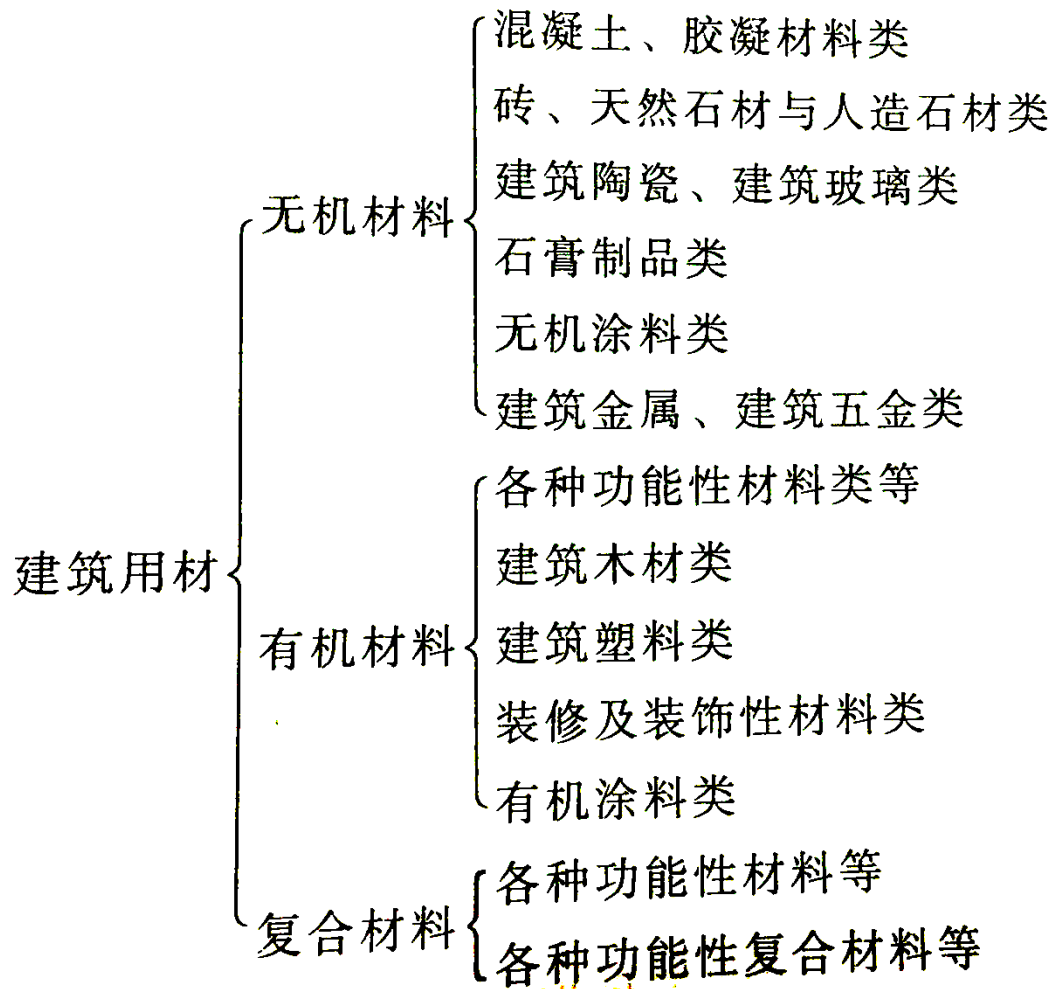 建筑用材
无机材料
混凝土、胶凝材料类
砖、天然石材与人造石材类
建筑陶瓷、建筑玻璃类
石膏制品类
无机涂料类
建筑金属、建筑五金类
有机材料
各种功能性材料类等
建筑木材类
建筑塑料类
装修及装饰性材料类
有机涂料类
复合材料
各种功能性材料等
各种功能性复合材料等